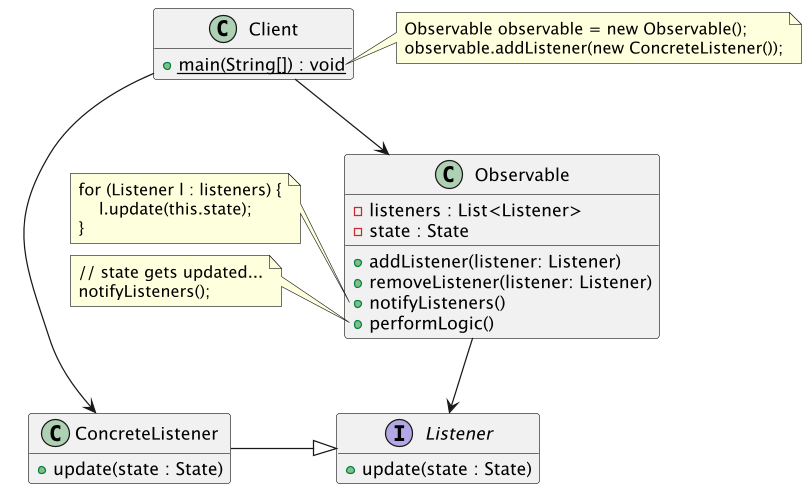 C Client
+ main(String[]) : void
Observable observable = new Observable();
observable.addListener(new ConcreteListener());
C Observable
listeners : List<Listener>
state : State
addListener(listener: Listener)
removeListener(listener: Listener)
notifyListeners()
performLogic()
for (Listener l : listeners) {
l.update(this.state);
}
// state gets updated...
notifyListeners();
C ConcreteListener
update(state : State)
I Listener
update(state : State)